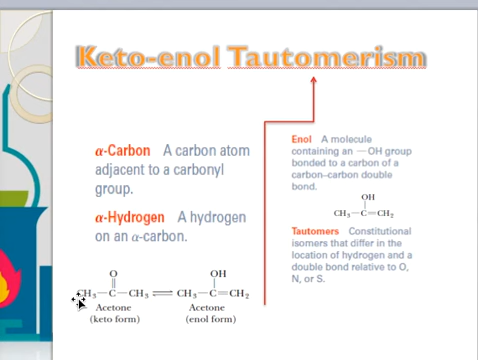 Keto-enol Tautomerism
α-Carbon A carbon atom
adjacent to a carbonyl
group.
α-Hydrogen A hydrogen
on an α-carbon.
O
CH₃—C—CH₃ ⇌ CH₃—C=CH₂
OH
Acetone
(keto form)
Acetone
(enol form)
Enol A molecule
containing an —OH group
bonded to a carbon of a
carbon–carbon double
bond.
OH
CH₃—C=CH₂
Tautomers Constitutional
isomers that differ in the
location of hydrogen and a
double bond relative to O,
N, or S.